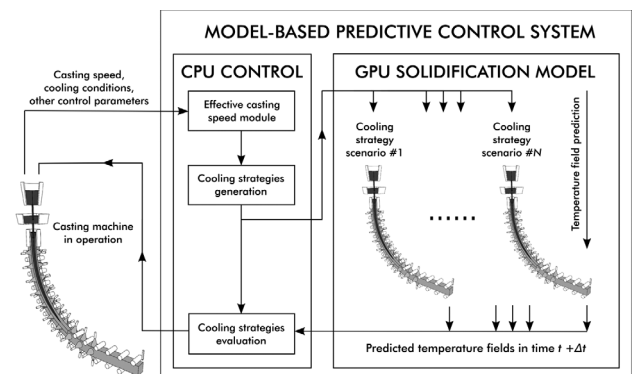 MODEL-BASED PREDICTIVE CONTROL SYSTEM
Casting speed,
cooling conditions,
other control parameters
CPU CONTROL
Effective casting
speed module
Cooling strategies
generation
Cooling strategies
evaluation
Casting machine
in operation
GPU SOLIDIFICATION MODEL
Cooling
strategy
scenario #1
Cooling
strategy
scenario #N
Temperature field prediction
Predicted temperature fields in time t +Δt